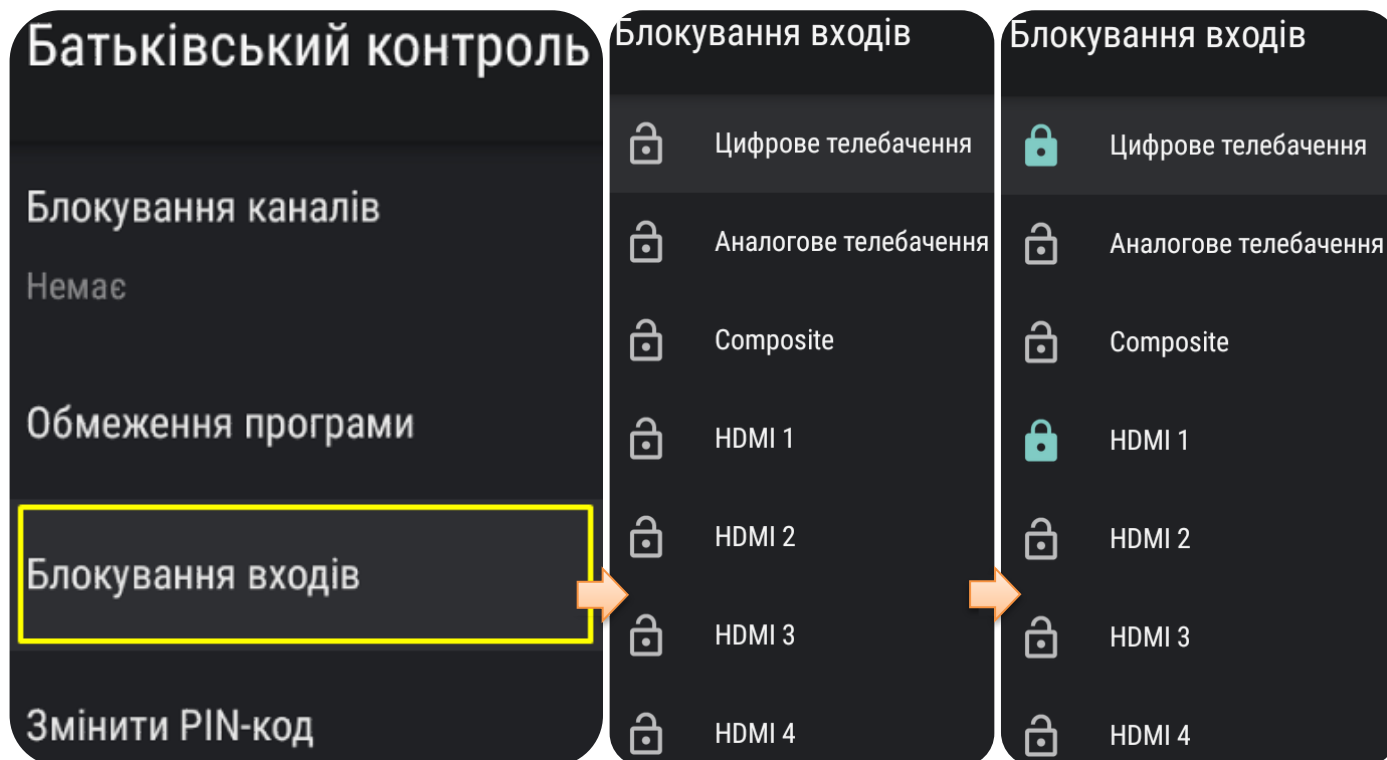 Батьківський контроль
Блокування каналів
Немає
Обмеження програми
Блокування входів
Змінити PIN-код
Блокування входів
Цифрове телебачення
Аналогове телебачення
Composite
HDMI 1
HDMI 2
HDMI 3
HDMI 4
Блокування входів
Цифрове телебачення
Аналогове телебачення
Composite
HDMI 1
HDMI 2
HDMI 3
HDMI 4